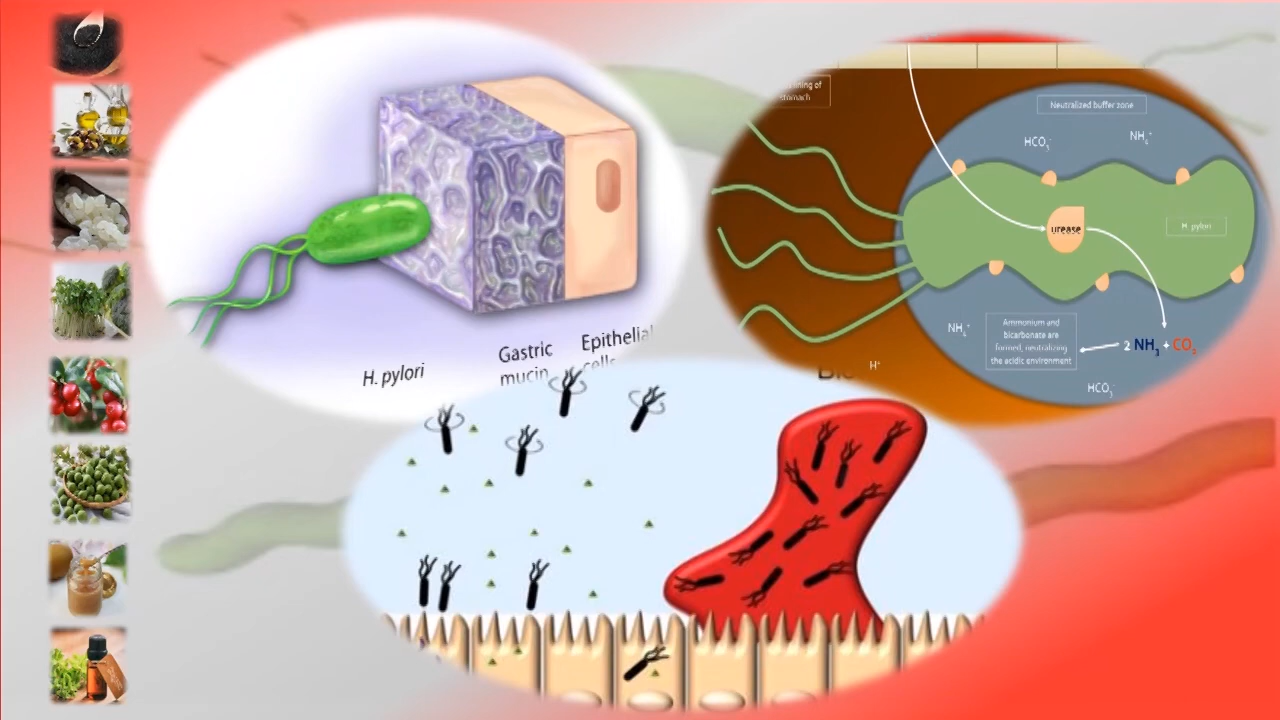 H. pylori
Gastric
mucin
Epithelial
cells
lining of
stomach
Neutralized buffer zone
HCO₃⁻
NH₄⁺
urease
H. pylori
NH₄⁺
Ammonium and
bicarbonate are
formed, neutralizing
the acidic environment
2 NH₃ + CO₂
HCO₃⁻
H⁺